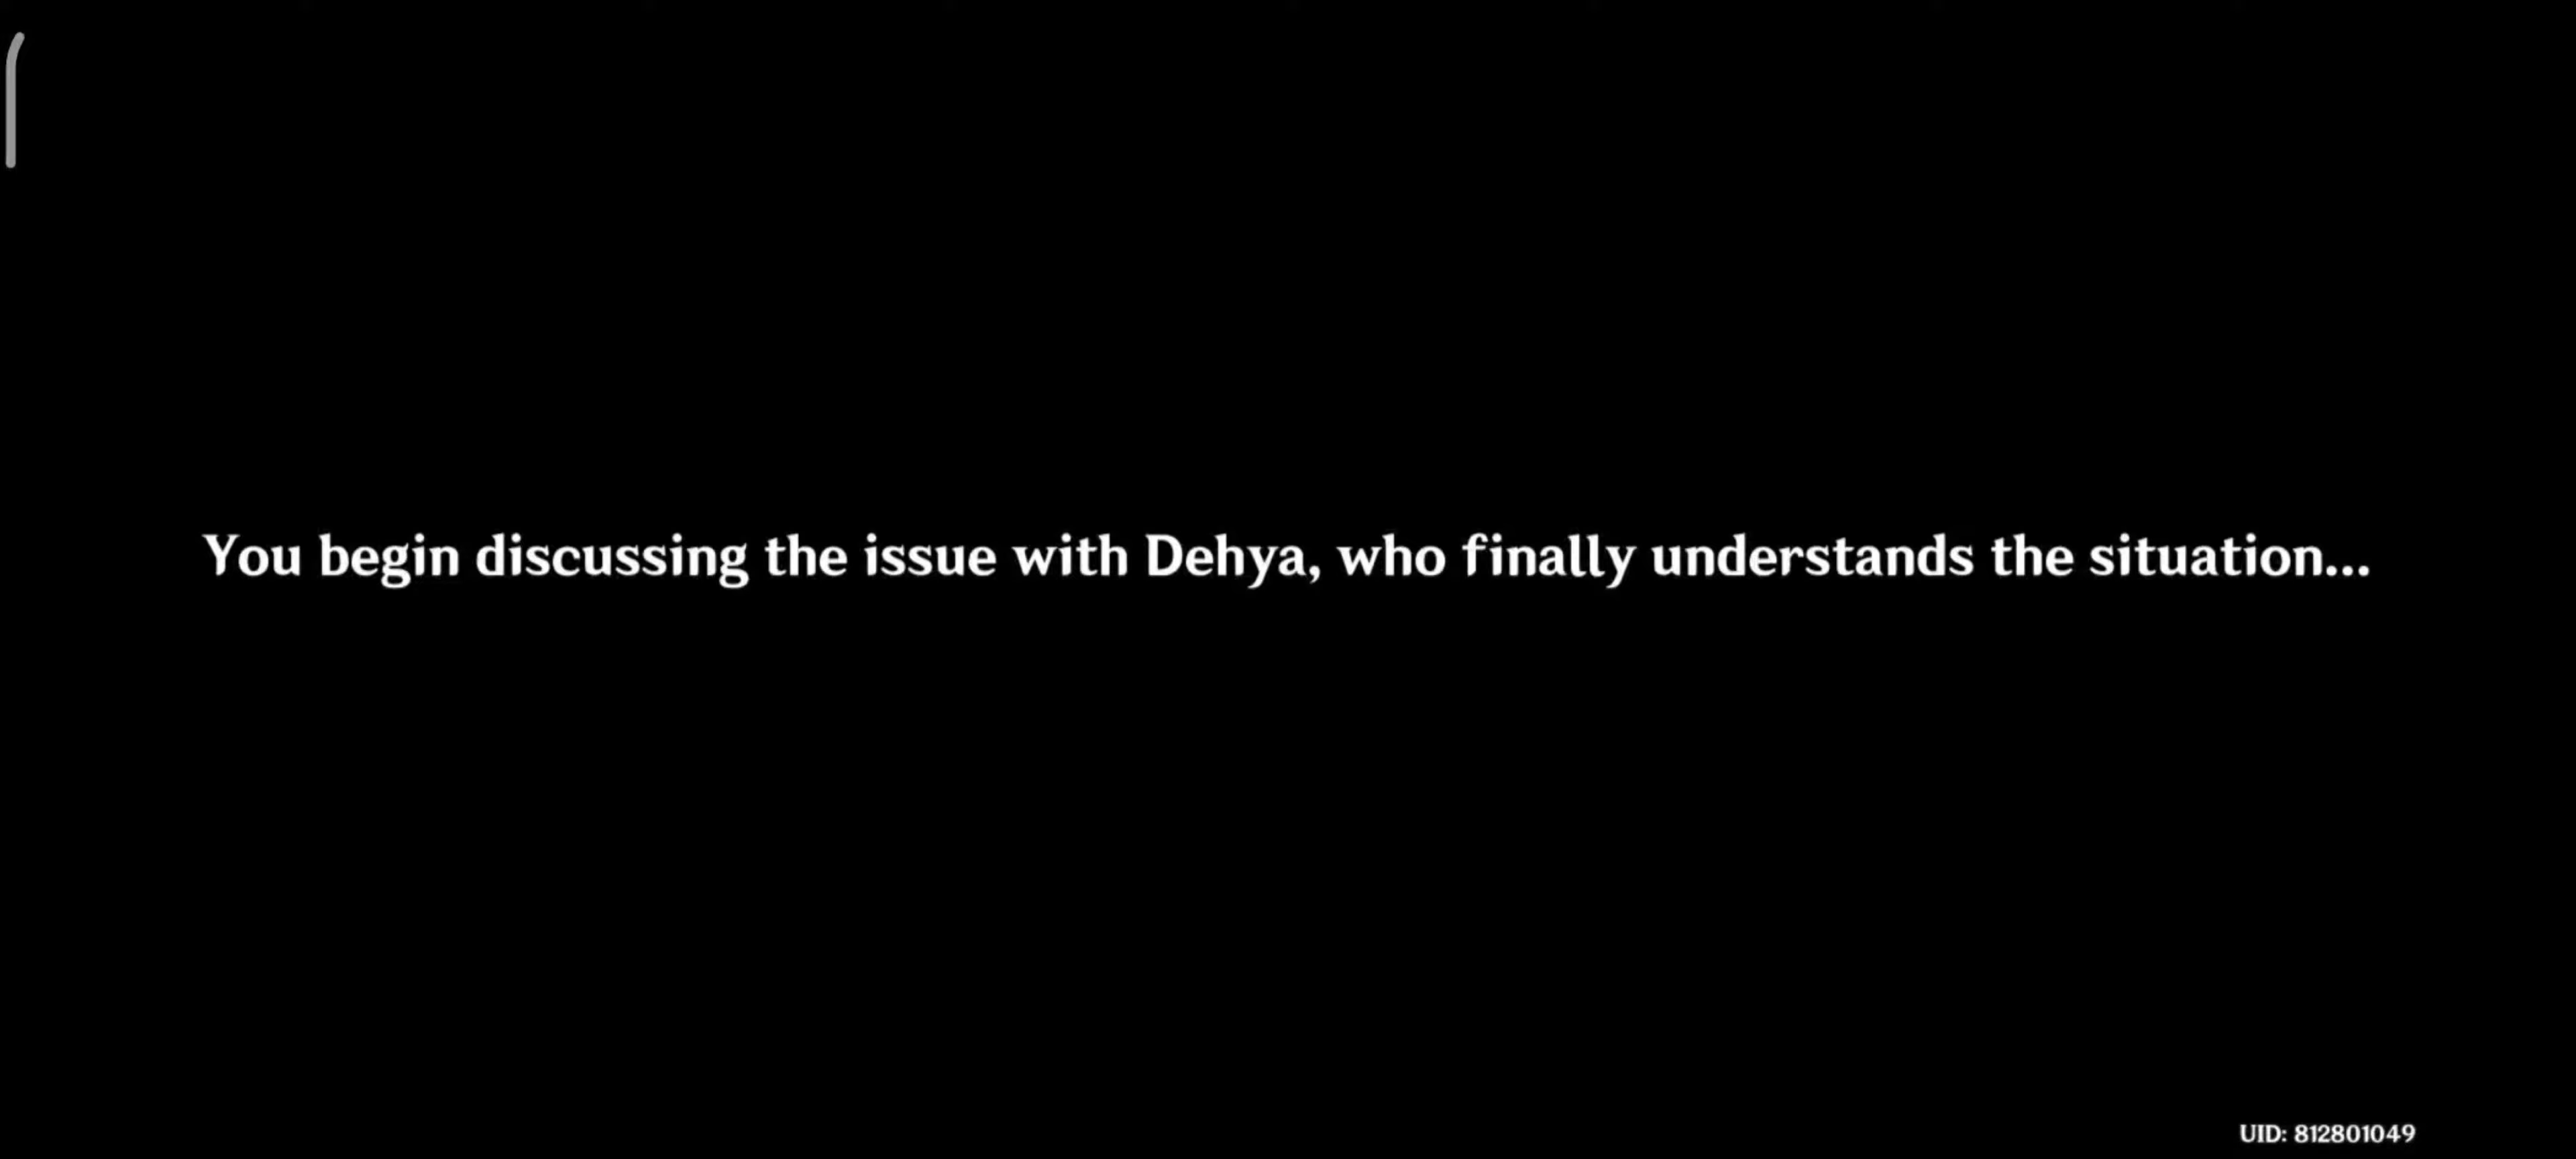 You begin discussing the issue with Dehya, who finally understands the situation...
UID: 812801049